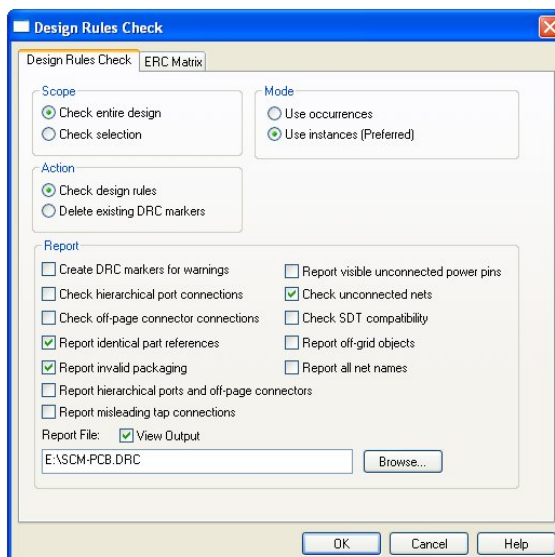 Design Rules Check
Design Rules Check ERC Matrix
Scope
Check entire design
Check selection
Mode
Use occurrences
Use instances (Preferred)
Action
Check design rules
Delete existing DRC markers
Report
Create DRC markers for warnings
Check hierarchical port connections
Check off-page connector connections
Report identical part references
Report invalid packaging
Report hierarchical ports and off-page connectors
Report misleading tap connections
Report visible unconnected power pins
Check unconnected nets
Check SDT compatibility
Report off-grid objects
Report all net names
Report File: View Output
E:\SCM-PCB.DRC Browse...
OK Cancel Help